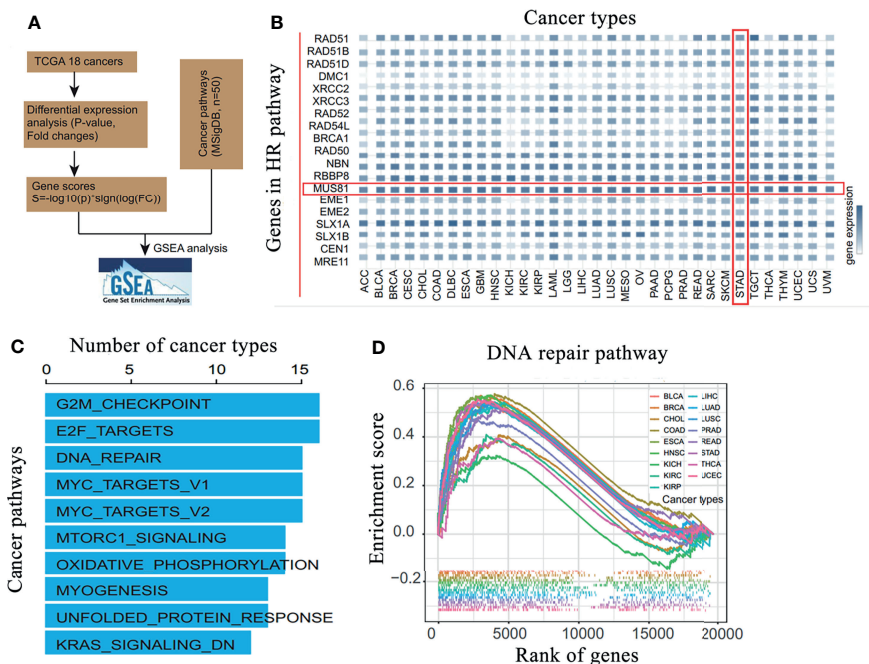 A
TCGA 18 cancers
Differential expression
analysis (P-value,
Fold changes)
Gene scores
S=-log10(p)*sign(log(FC))
Cancer pathways
(MSigDB, n=50)
GSEA analysis
GSEA
Gene Set Enrichment Analysis
B
Cancer types
Genes in HR pathway
RAD51
RAD51B
RAD51D
DMC1
XRCC2
XRCC3
RAD52
RAD54L
BRCA1
RAD50
NBN
RBBP8
MUS81
EME1
EME2
SLX1A
SLX1B
CEN1
MRE11
ACC
BLCA
BRCA
CESC
CHOL
COAD
DLBC
ESCA
GBM
HNSC
KICH
KIRC
KIRP
LAML
LGG
LIHC
LUAD
LUSC
MESO
OV
PAAD
PCPG
PRAD
READ
SARC
SKCM
STAD
TGCT
THCA
THYM
UCEC
UCS
UVM
gene expression
C
Number of cancer types
0 5 10 15
Cancer pathways
G2M_CHECKPOINT
E2F_TARGETS
DNA_REPAIR
MYC_TARGETS_V1
MYC_TARGETS_V2
MTORC1_SIGNALING
OXIDATIVE_PHOSPHORYLATION
MYOGENESIS
UNFOLDED_PROTEIN_RESPONSE
KRAS_SIGNALING_DN
D
DNA repair pathway
Enrichment score
0.6
0.4
0.2
0.0
−0.2
BLCA LIHC
BRCA LUAD
CHOL LUSC
COAD PRAD
ESCA READ
HNSC STAD
KICH THCA
KIRC UCEC
KIRP
Cancer types
0 5000 10000 15000 20000
Rank of genes